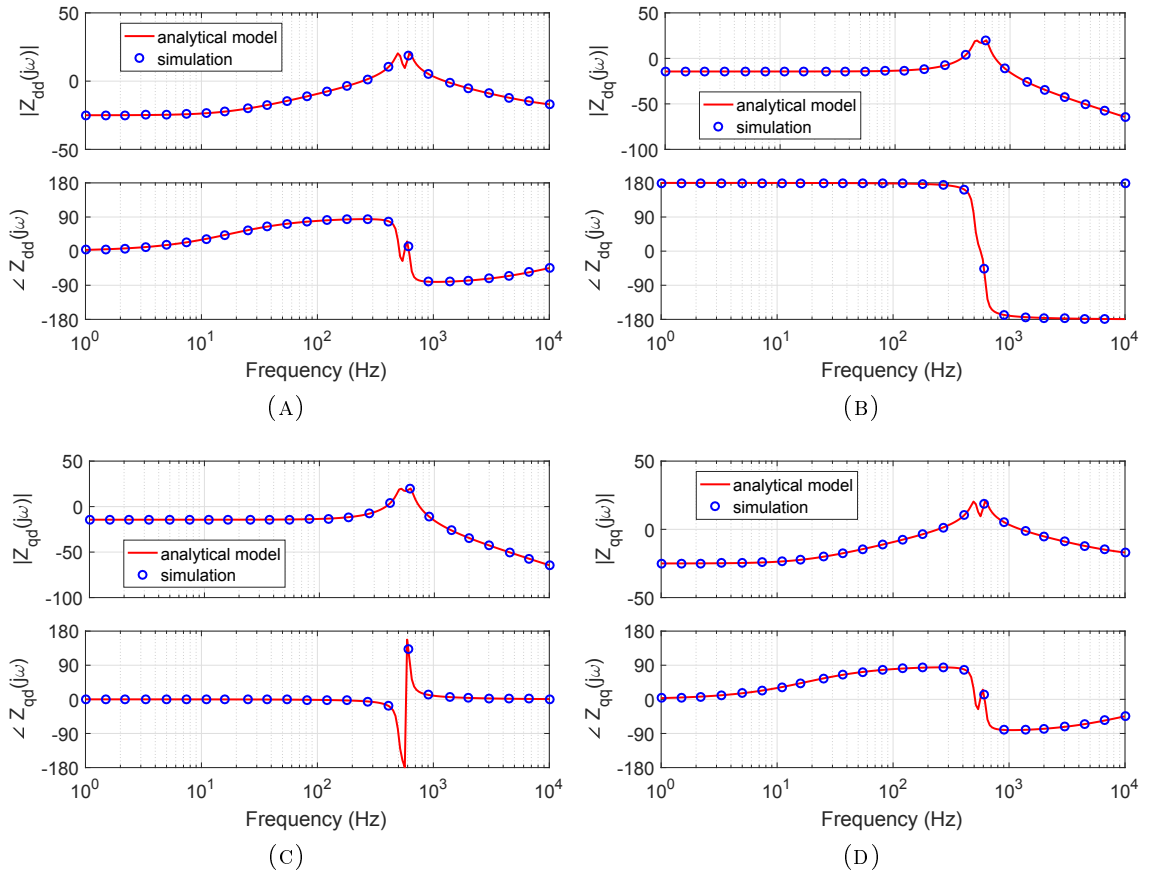 |Z_dd(jω)|
50
0
-50
analytical model
simulation
∠ Z_dd(jω)
180
90
0
-90
-180
10^0 10^1 10^2 10^3 10^4
Frequency (Hz)
(A)
|Z_dq(jω)|
50
0
-50
-100
analytical model
simulation
∠ Z_dq(jω)
180
90
0
-90
-180
10^0 10^1 10^2 10^3 10^4
Frequency (Hz)
(B)
|Z_qd(jω)|
50
0
-50
-100
analytical model
simulation
∠ Z_qd(jω)
180
90
0
-90
-180
10^0 10^1 10^2 10^3 10^4
Frequency (Hz)
(C)
|Z_qq(jω)|
50
0
-50
analytical model
simulation
∠ Z_qq(jω)
180
90
0
-90
-180
10^0 10^1 10^2 10^3 10^4
Frequency (Hz)
(D)